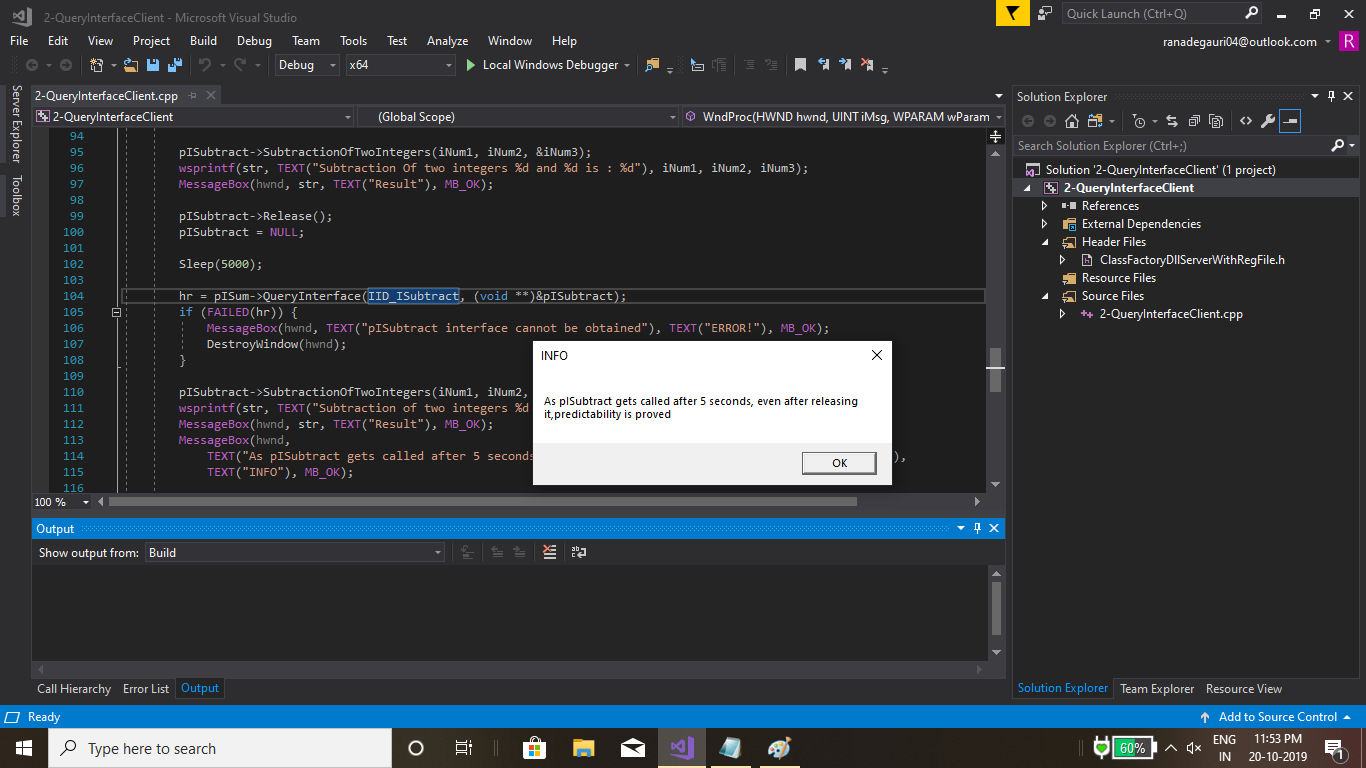 2-QueryInterfaceClient - Microsoft Visual Studio
Quick Launch (Ctrl+Q)
File Edit View Project Build Debug Team Tools Test Analyze Window Help
ranadegauri04@outlook.com R
Debug x64 Local Windows Debugger
Server Explorer
Toolbox
2-QueryInterfaceClient.cpp
2-QueryInterfaceClient (Global Scope) WndProc(HWND hwnd, UINT iMsg, WPARAM wParam
94
95 pISubtract->SubtractionOfTwoIntegers(iNum1, iNum2, &iNum3);
96 wsprintf(str, TEXT("Subtraction Of two integers %d and %d is : %d"), iNum1, iNum2, iNum3);
97 MessageBox(hwnd, str, TEXT("Result"), MB_OK);
98
99 pISubtract->Release();
100 pISubtract = NULL;
101
102 Sleep(5000);
103
104 hr = pISum->QueryInterface(IID_ISubtract, (void **)&pISubtract);
105 if (FAILED(hr)) {
106 MessageBox(hwnd, TEXT("pISubtract interface cannot be obtained"), TEXT("ERROR!"), MB_OK);
107 DestroyWindow(hwnd);
108 }
109
110 pISubtract->SubtractionOfTwoIntegers(iNum1, iNum2,
111 wsprintf(str, TEXT("Subtraction of two integers %d
112 MessageBox(hwnd, str, TEXT("Result"), MB_OK);
113 MessageBox(hwnd,
114 TEXT("As pISubtract gets called after 5 seconds ),
115 TEXT("INFO"), MB_OK);
116
INFO
As pISubtract gets called after 5 seconds, even after releasing
it,predictability is proved
OK
100 %
Output
Show output from: Build
Call Hierarchy Error List Output
Solution Explorer
Search Solution Explorer (Ctrl+;)
Solution '2-QueryInterfaceClient' (1 project)
2-QueryInterfaceClient
References
External Dependencies
Header Files
ClassFactoryDllServerWithRegFile.h
Resource Files
Source Files
2-QueryInterfaceClient.cpp
Solution Explorer Team Explorer Resource View
Ready
Add to Source Control
Type here to search
60%
ENG
IN
11:53 PM
20-10-2019
1